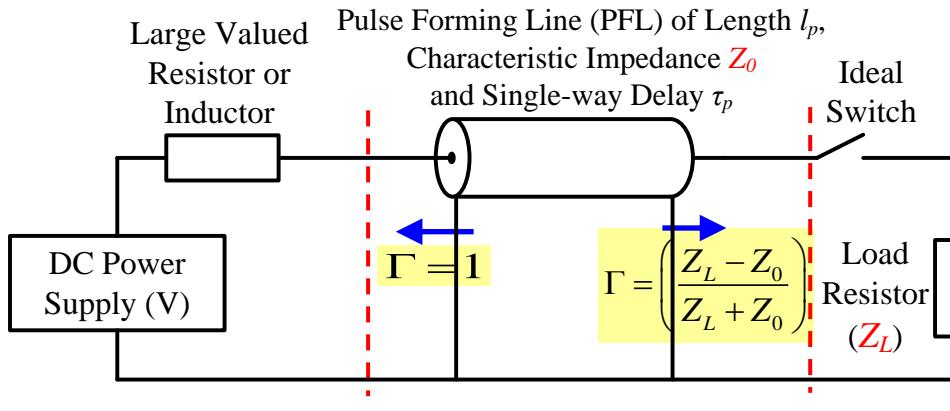 Large Valued
Resistor or
Inductor
Pulse Forming Line (PFL) of Length l_p,
Characteristic Impedance Z_0
and Single-way Delay τ_p
Ideal
Switch
DC Power
Supply (V)
Γ = 1
Γ = ( (Z_L − Z_0) / (Z_L + Z_0) )
Load
Resistor
(Z_L)